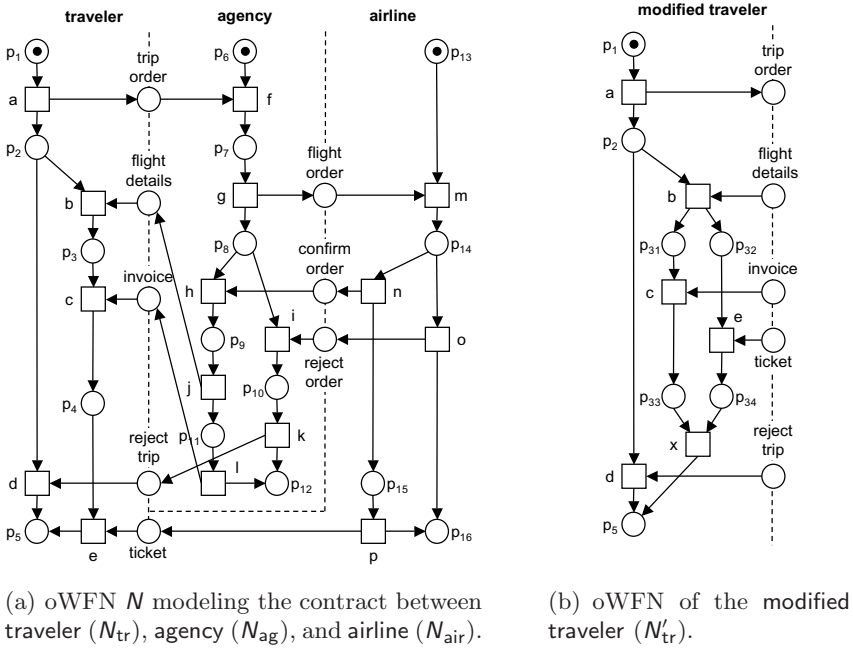 traveler agency airline
p1 p6 p13
trip order
a f
p2 p7
flight details
flight order
b g m
p3 p8 p14
invoice
confirm order
c h n
i o
p9
reject order
p4 p10
j
p11 k
reject trip
d l p12 p15
p5 e ticket p p16
modified traveler
p1
trip order
a
p2
flight details
b
p31 p32
invoice
c e
ticket
p33 p34
reject trip
x
d
p5
(a) oWFN N modeling the contract between
traveler (Ntr), agency (Nag), and airline (Nair).
(b) oWFN of the modified
traveler (N′tr).